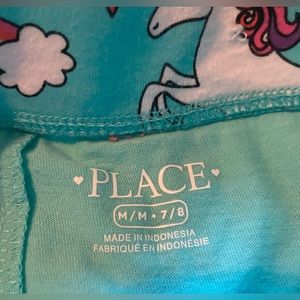 PLACE
M/M • 7/8
MADE IN INDONESIA
FABRIQUÉ EN INDONÉSIE